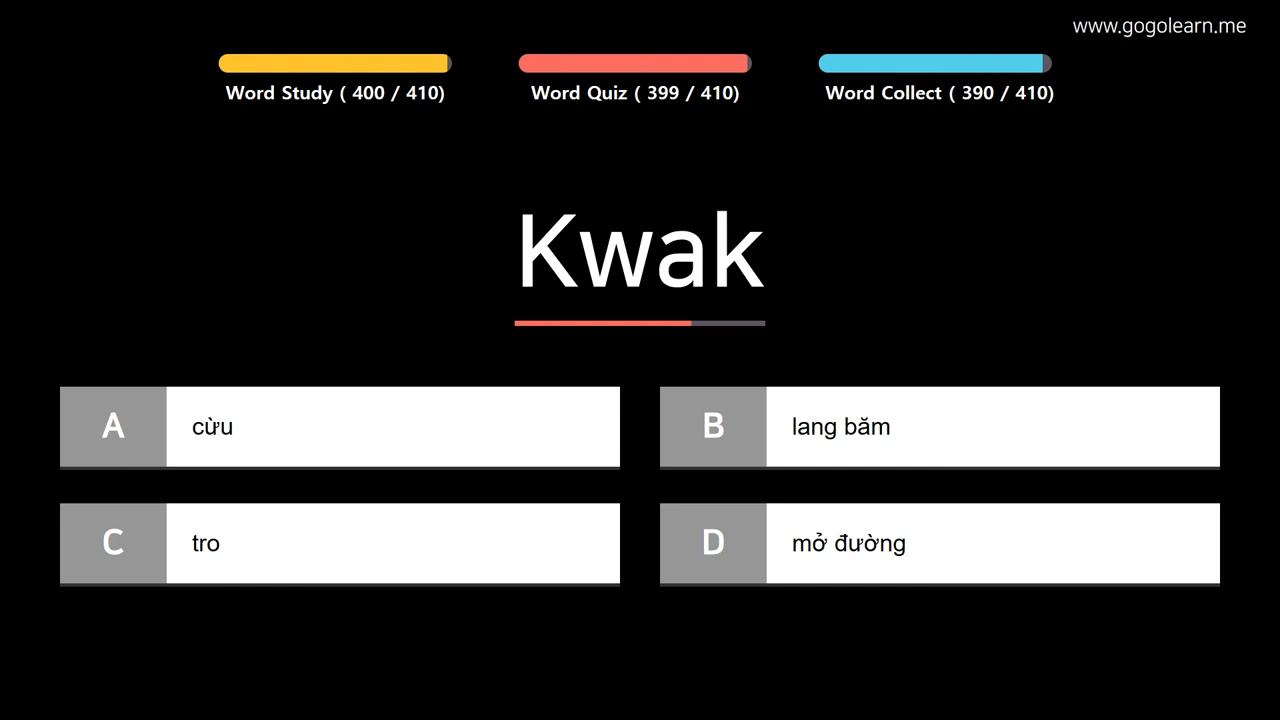 www.gogolearn.me
Word Study ( 400 / 410)
Word Quiz ( 399 / 410)
Word Collect ( 390 / 410)
Kwak
A cừu
B lang băm
C tro
D mở đường